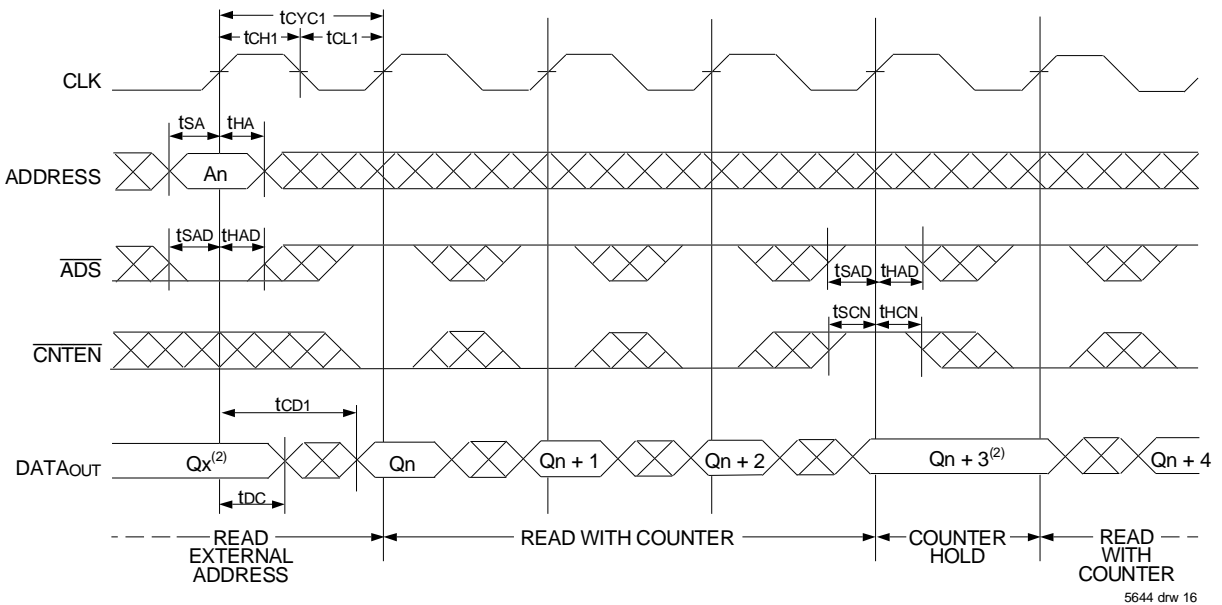 tCYC1
tCH1 tCL1
CLK
tSA tHA
ADDRESS An
tSAD tHAD
ADS
tSAD tHAD
tSCN tHCN
CNTEN
tCD1
DATAOUT Qx(2) Qn Qn + 1 Qn + 2 Qn + 3(2) Qn + 4
tDC
READ EXTERNAL ADDRESS
READ WITH COUNTER
COUNTER HOLD
READ WITH COUNTER
5644 drw 16